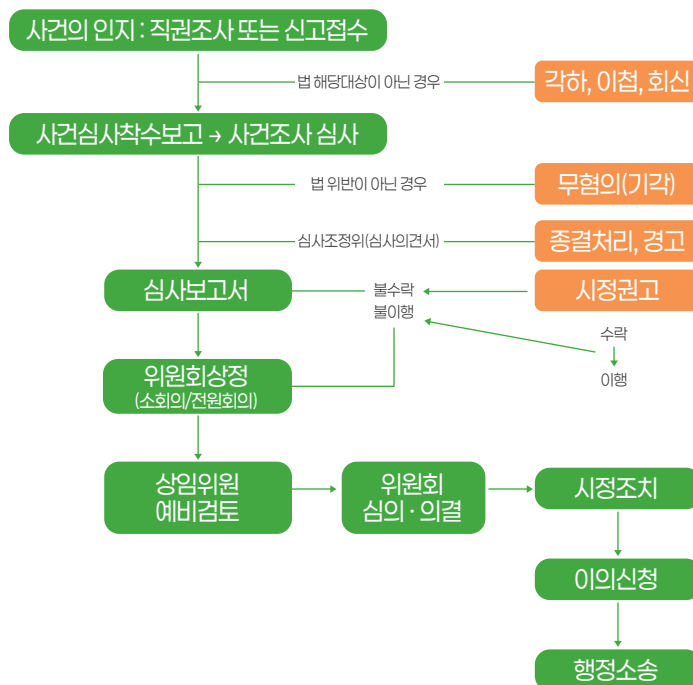 사건의 인지 : 직권조사 또는 신고접수
법 해당대상이 아닌 경우
각하, 이첩, 회신
사건심사착수보고 → 사건조사 심사
법 위반이 아닌 경우
무혐의(기각)
심사조정위(심사의견서)
종결처리, 경고
심사보고서
불수락
불이행
시정권고
수락
이행
위원회상정
(소회의/전원회의)
상임위원
예비검토
위원회
심의 · 의결
시정조치
이의신청
행정소송